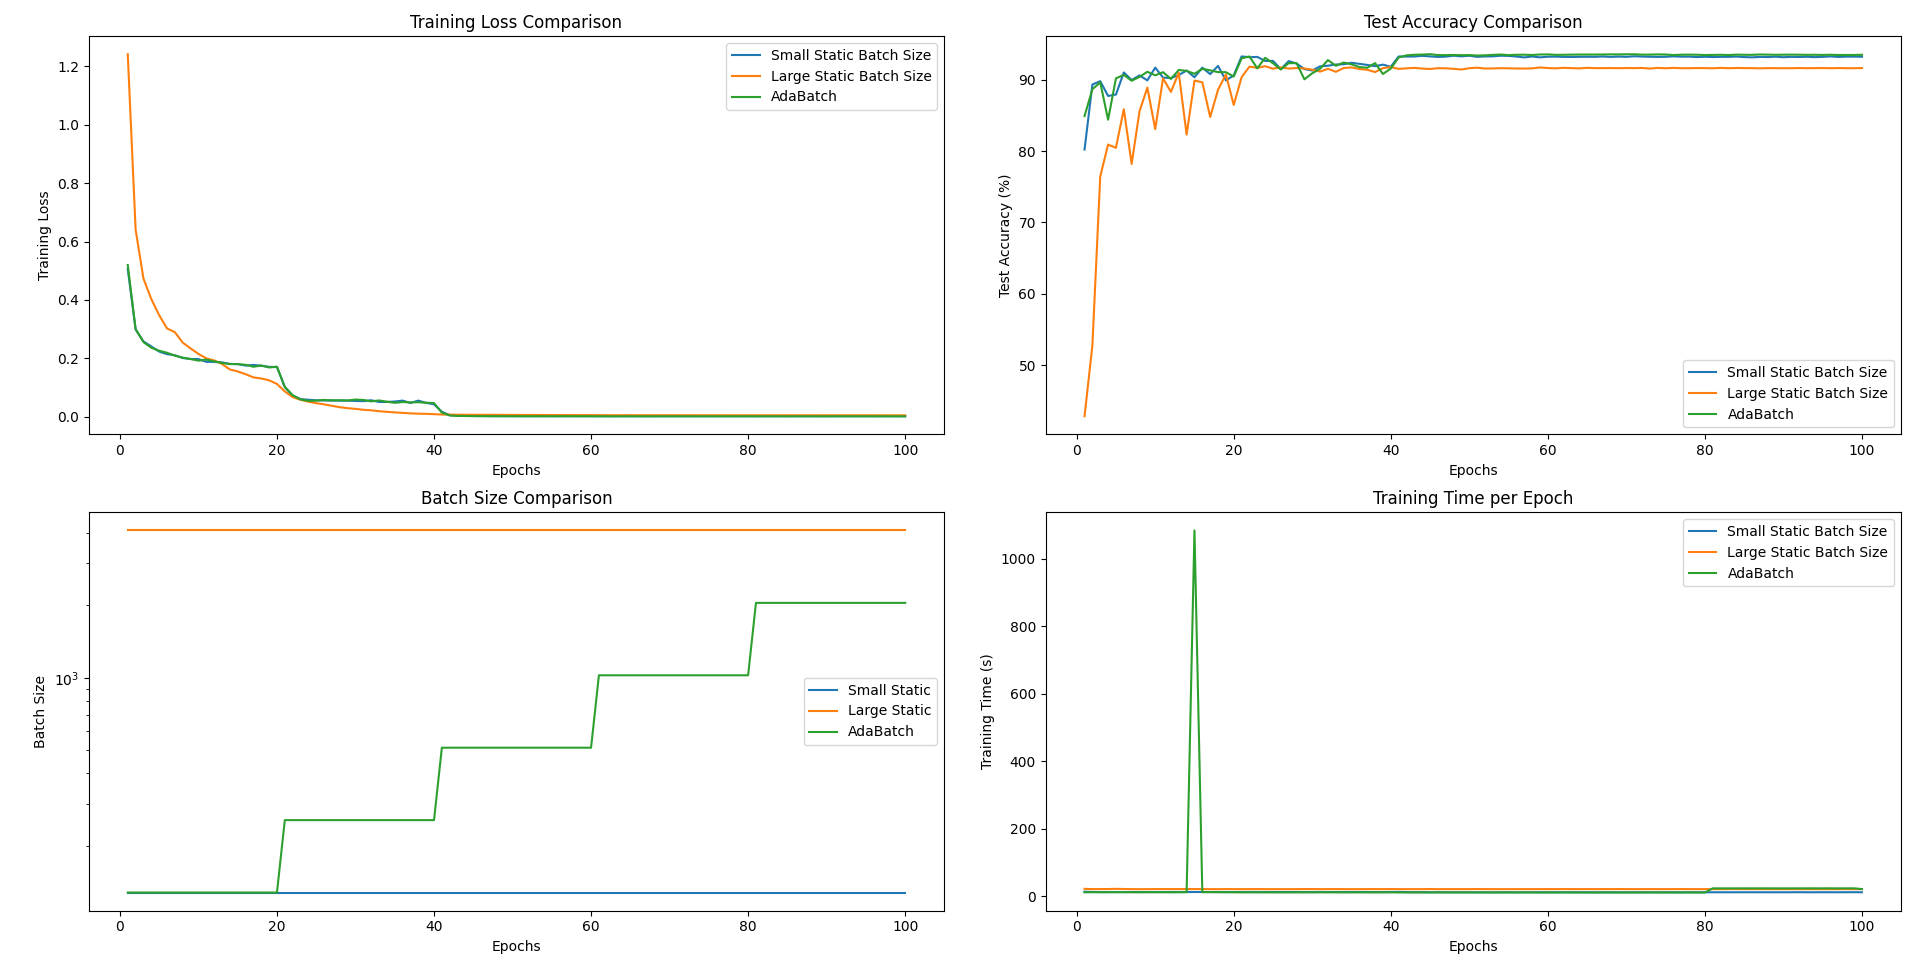 Training Loss Comparison
Training Loss
1.2
1.0
0.8
0.6
0.4
0.2
0.0
0 20 40 60 80 100
Epochs
Small Static Batch Size
Large Static Batch Size
AdaBatch
Test Accuracy Comparison
Test Accuracy (%)
90
80
70
60
50
0 20 40 60 80 100
Epochs
Small Static Batch Size
Large Static Batch Size
AdaBatch
Batch Size Comparison
Batch Size
10³
0 20 40 60 80 100
Epochs
Small Static
Large Static
AdaBatch
Training Time per Epoch
Training Time (s)
1000
800
600
400
200
0
0 20 40 60 80 100
Epochs
Small Static Batch Size
Large Static Batch Size
AdaBatch